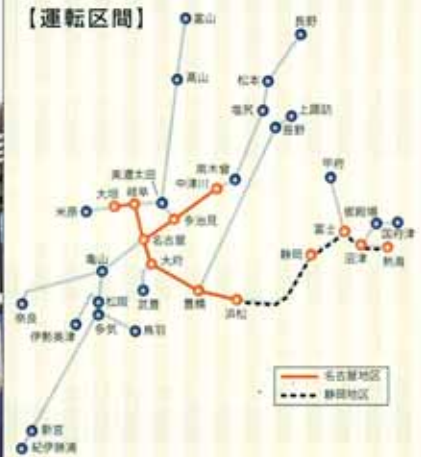 【運転区間】
富山
長野
高山
松本
塩尻
上諏訪
辰野
美濃太田
南木曽
中津川
甲府
大垣
岐阜
米原
多治見
御殿場
富士
国府津
名古屋
静岡
沼津
熱海
大府
亀山
松阪
武豊
豊橋
浜松
奈良
伊勢奥津
多気
鳥羽
名古屋地区
静岡地区
新宮
紀伊勝浦